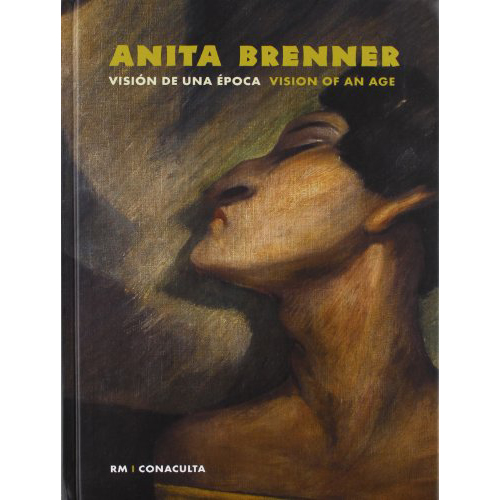 ANITA BRENNER
VISIÓN DE UNA ÉPOCA VISION OF AN AGE
RM | CONACULTA